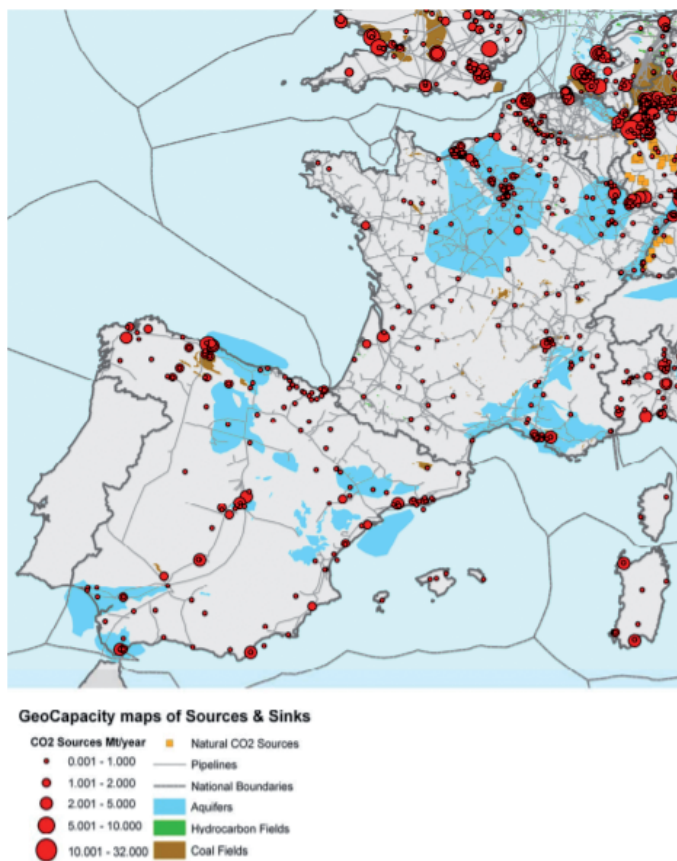 GeoCapacity maps of Sources & Sinks
CO2 Sources Mt/year
0.001 - 1.000
1.001 - 2.000
2.001 - 5.000
5.001 - 10.000
10.001 - 32.000
Natural CO2 Sources
Pipelines
National Boundaries
Aquifers
Hydrocarbon Fields
Coal Fields